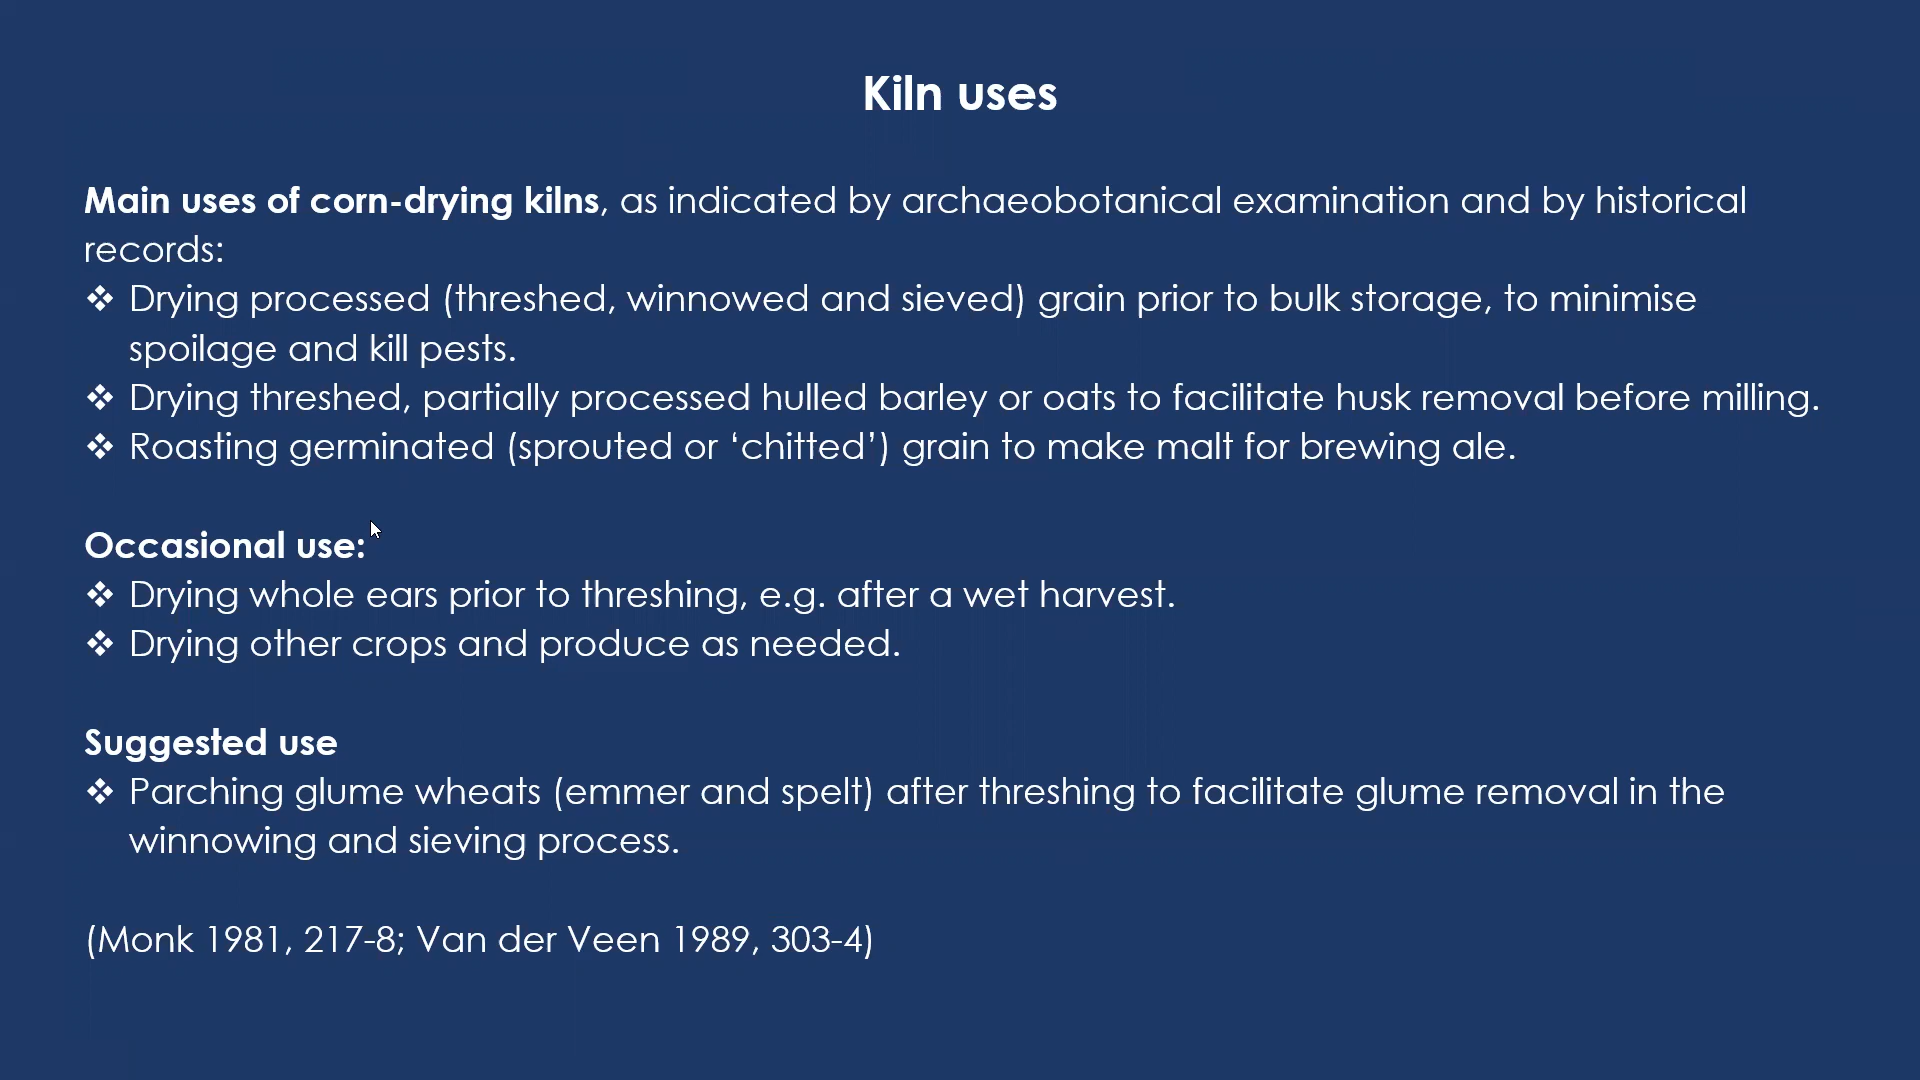 Kiln uses
Main uses of corn-drying kilns, as indicated by archaeobotanical examination and by historical
records:
❖ Drying processed (threshed, winnowed and sieved) grain prior to bulk storage, to minimise
spoilage and kill pests.
❖ Drying threshed, partially processed hulled barley or oats to facilitate husk removal before milling.
❖ Roasting germinated (sprouted or ‘chitted’) grain to make malt for brewing ale.
Occasional use:
❖ Drying whole ears prior to threshing, e.g. after a wet harvest.
❖ Drying other crops and produce as needed.
Suggested use
❖ Parching glume wheats (emmer and spelt) after threshing to facilitate glume removal in the
winnowing and sieving process.
(Monk 1981, 217-8; Van der Veen 1989, 303-4)